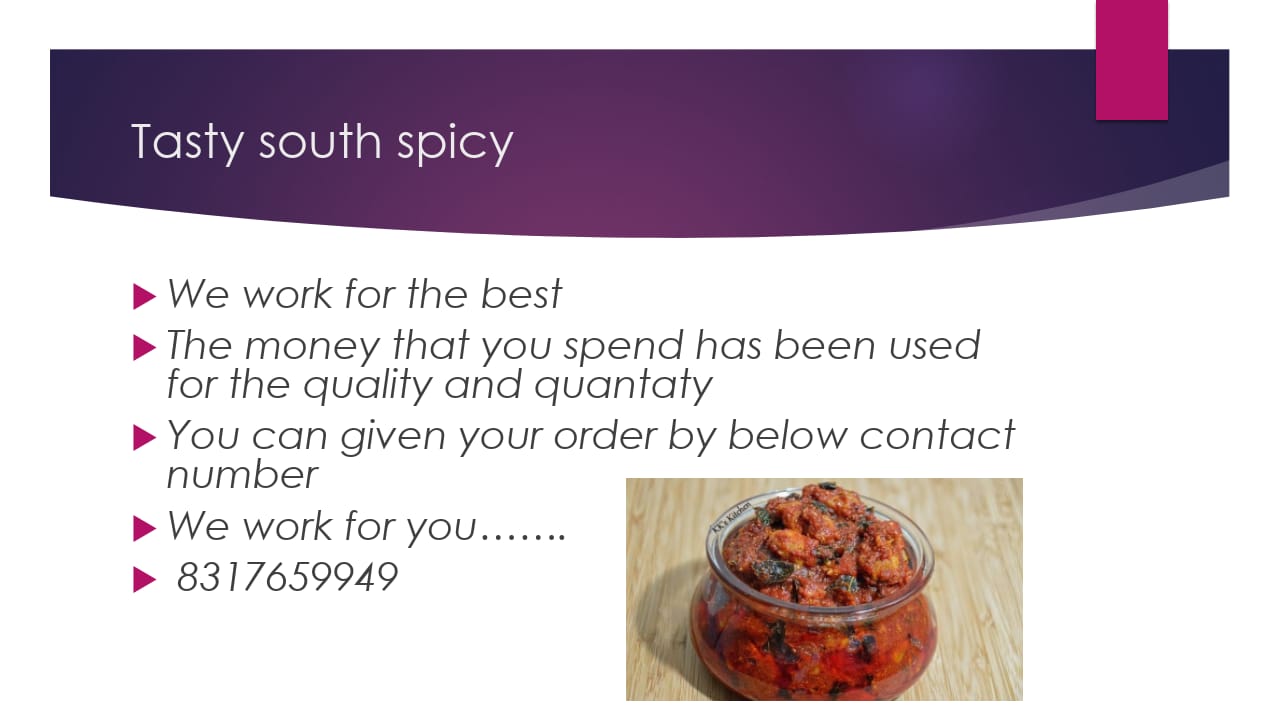 Tasty south spicy
We work for the best
The money that you spend has been used
for the quality and quantaty
You can given your order by below contact
number
We work for you…….
8317659949
KK's Kitchen